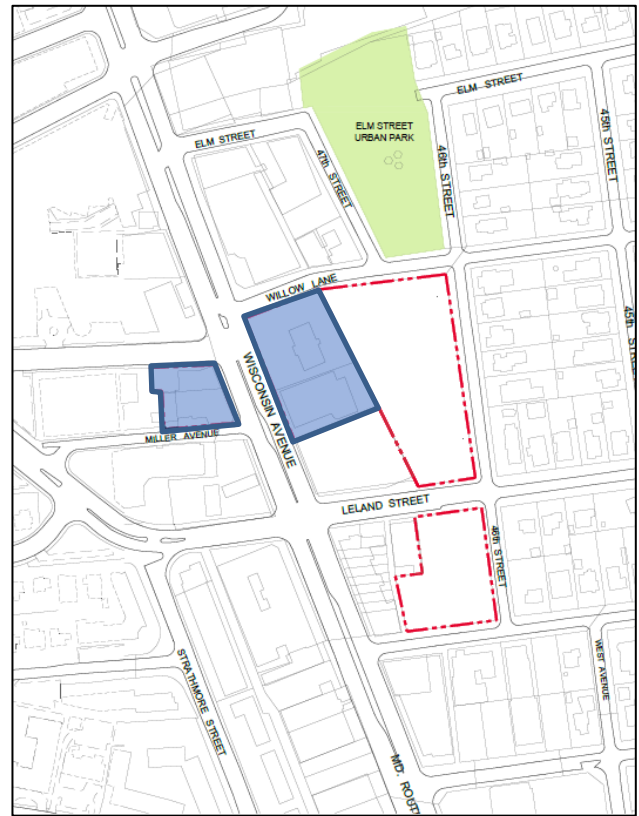 ELM STREET
45th STREET
ELM STREET
URBAN PARK
46th STREET
ELM STREET
47th STREET
WILLOW LANE
45th STREET
WISCONSIN AVENUE
MILLER AVENUE
LELAND STREET
46th STREET
STRATHMORE STREET
WEST AVENUE
MD. ROUT